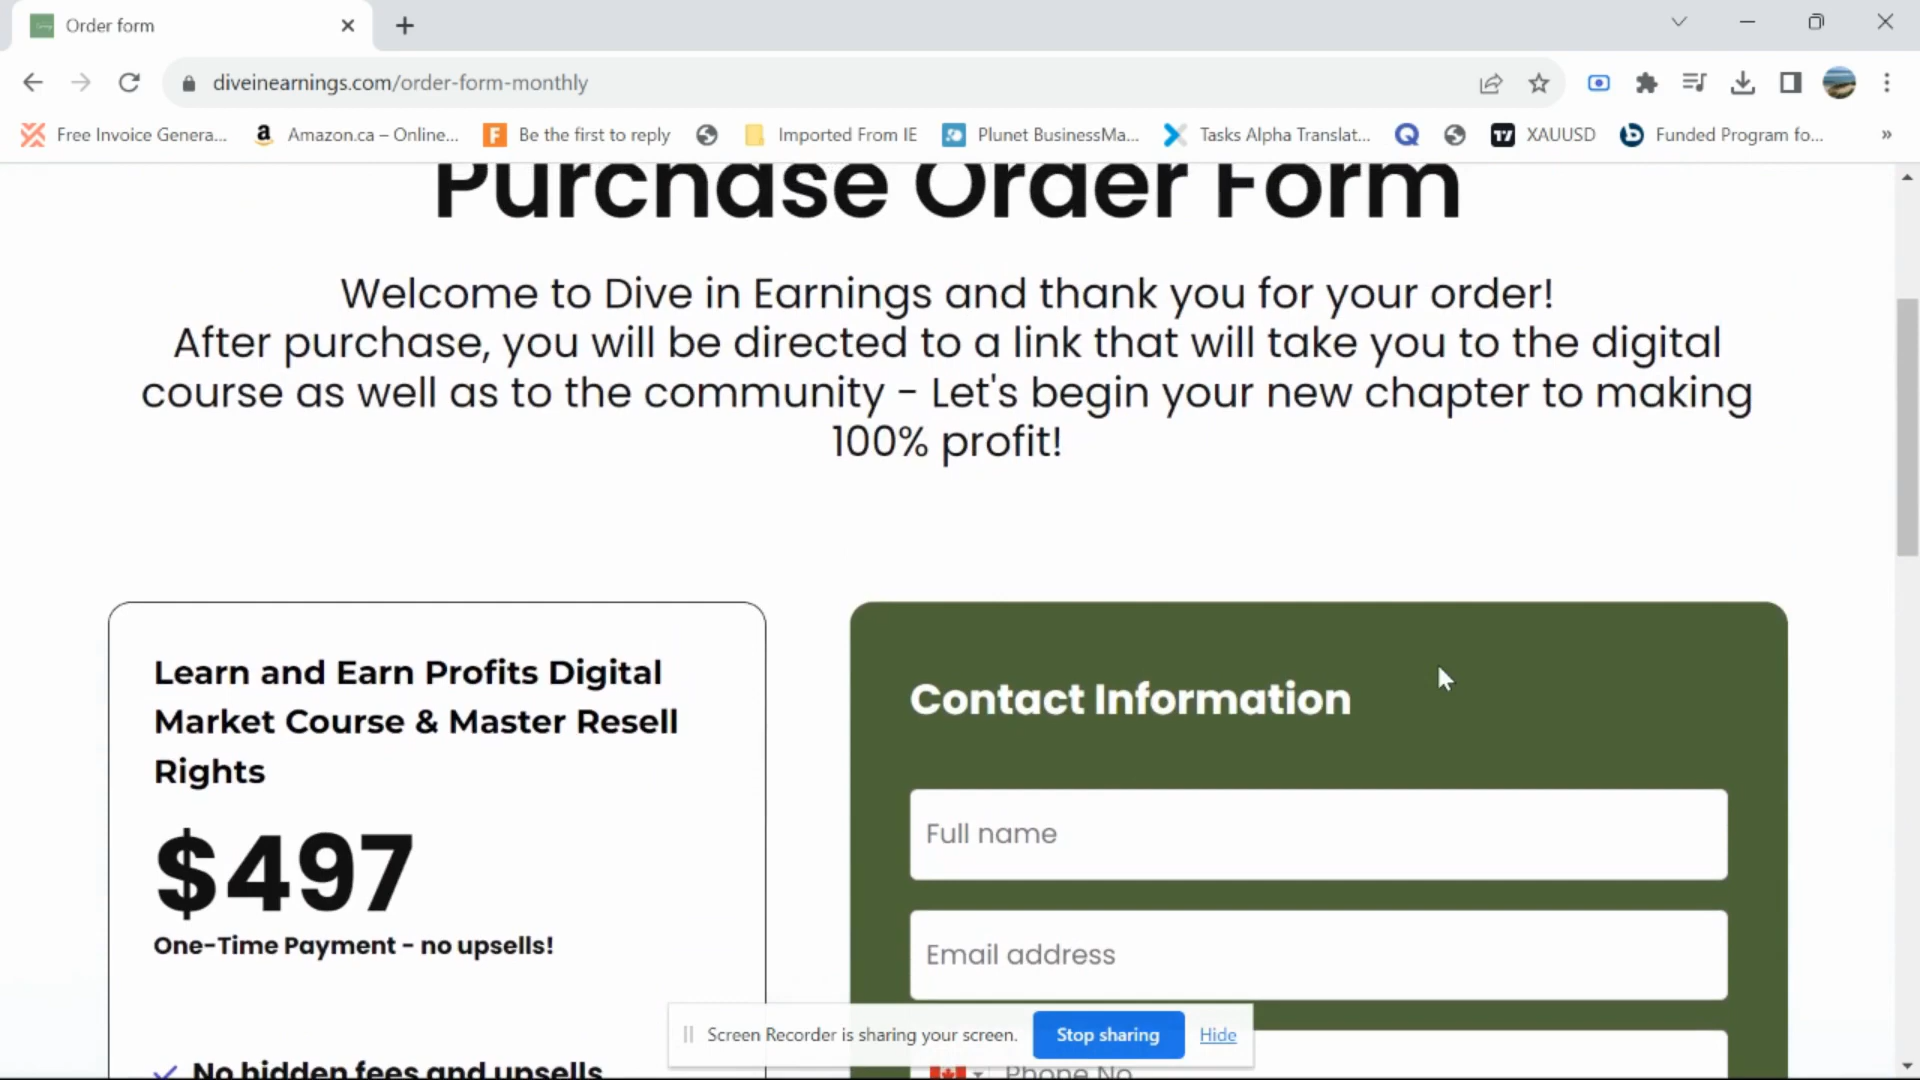 Order form
diveinearnings.com/order-form-monthly
Free Invoice Genera...
Amazon.ca – Online...
Be the first to reply
Imported From IE
Plunet BusinessMa...
Tasks Alpha Translat...
XAUUSD
Funded Program fo...
»
Purchase Order Form
Welcome to Dive in Earnings and thank you for your order!
After purchase, you will be directed to a link that will take you to the digital
course as well as to the community - Let's begin your new chapter to making
100% profit!
Learn and Earn Profits Digital
Market Course & Master Resell
Rights
$497
One-Time Payment - no upsells!
No hidden fees and upsells
Contact Information
Full name
Email address
Phone No
Screen Recorder is sharing your screen.
Stop sharing
Hide